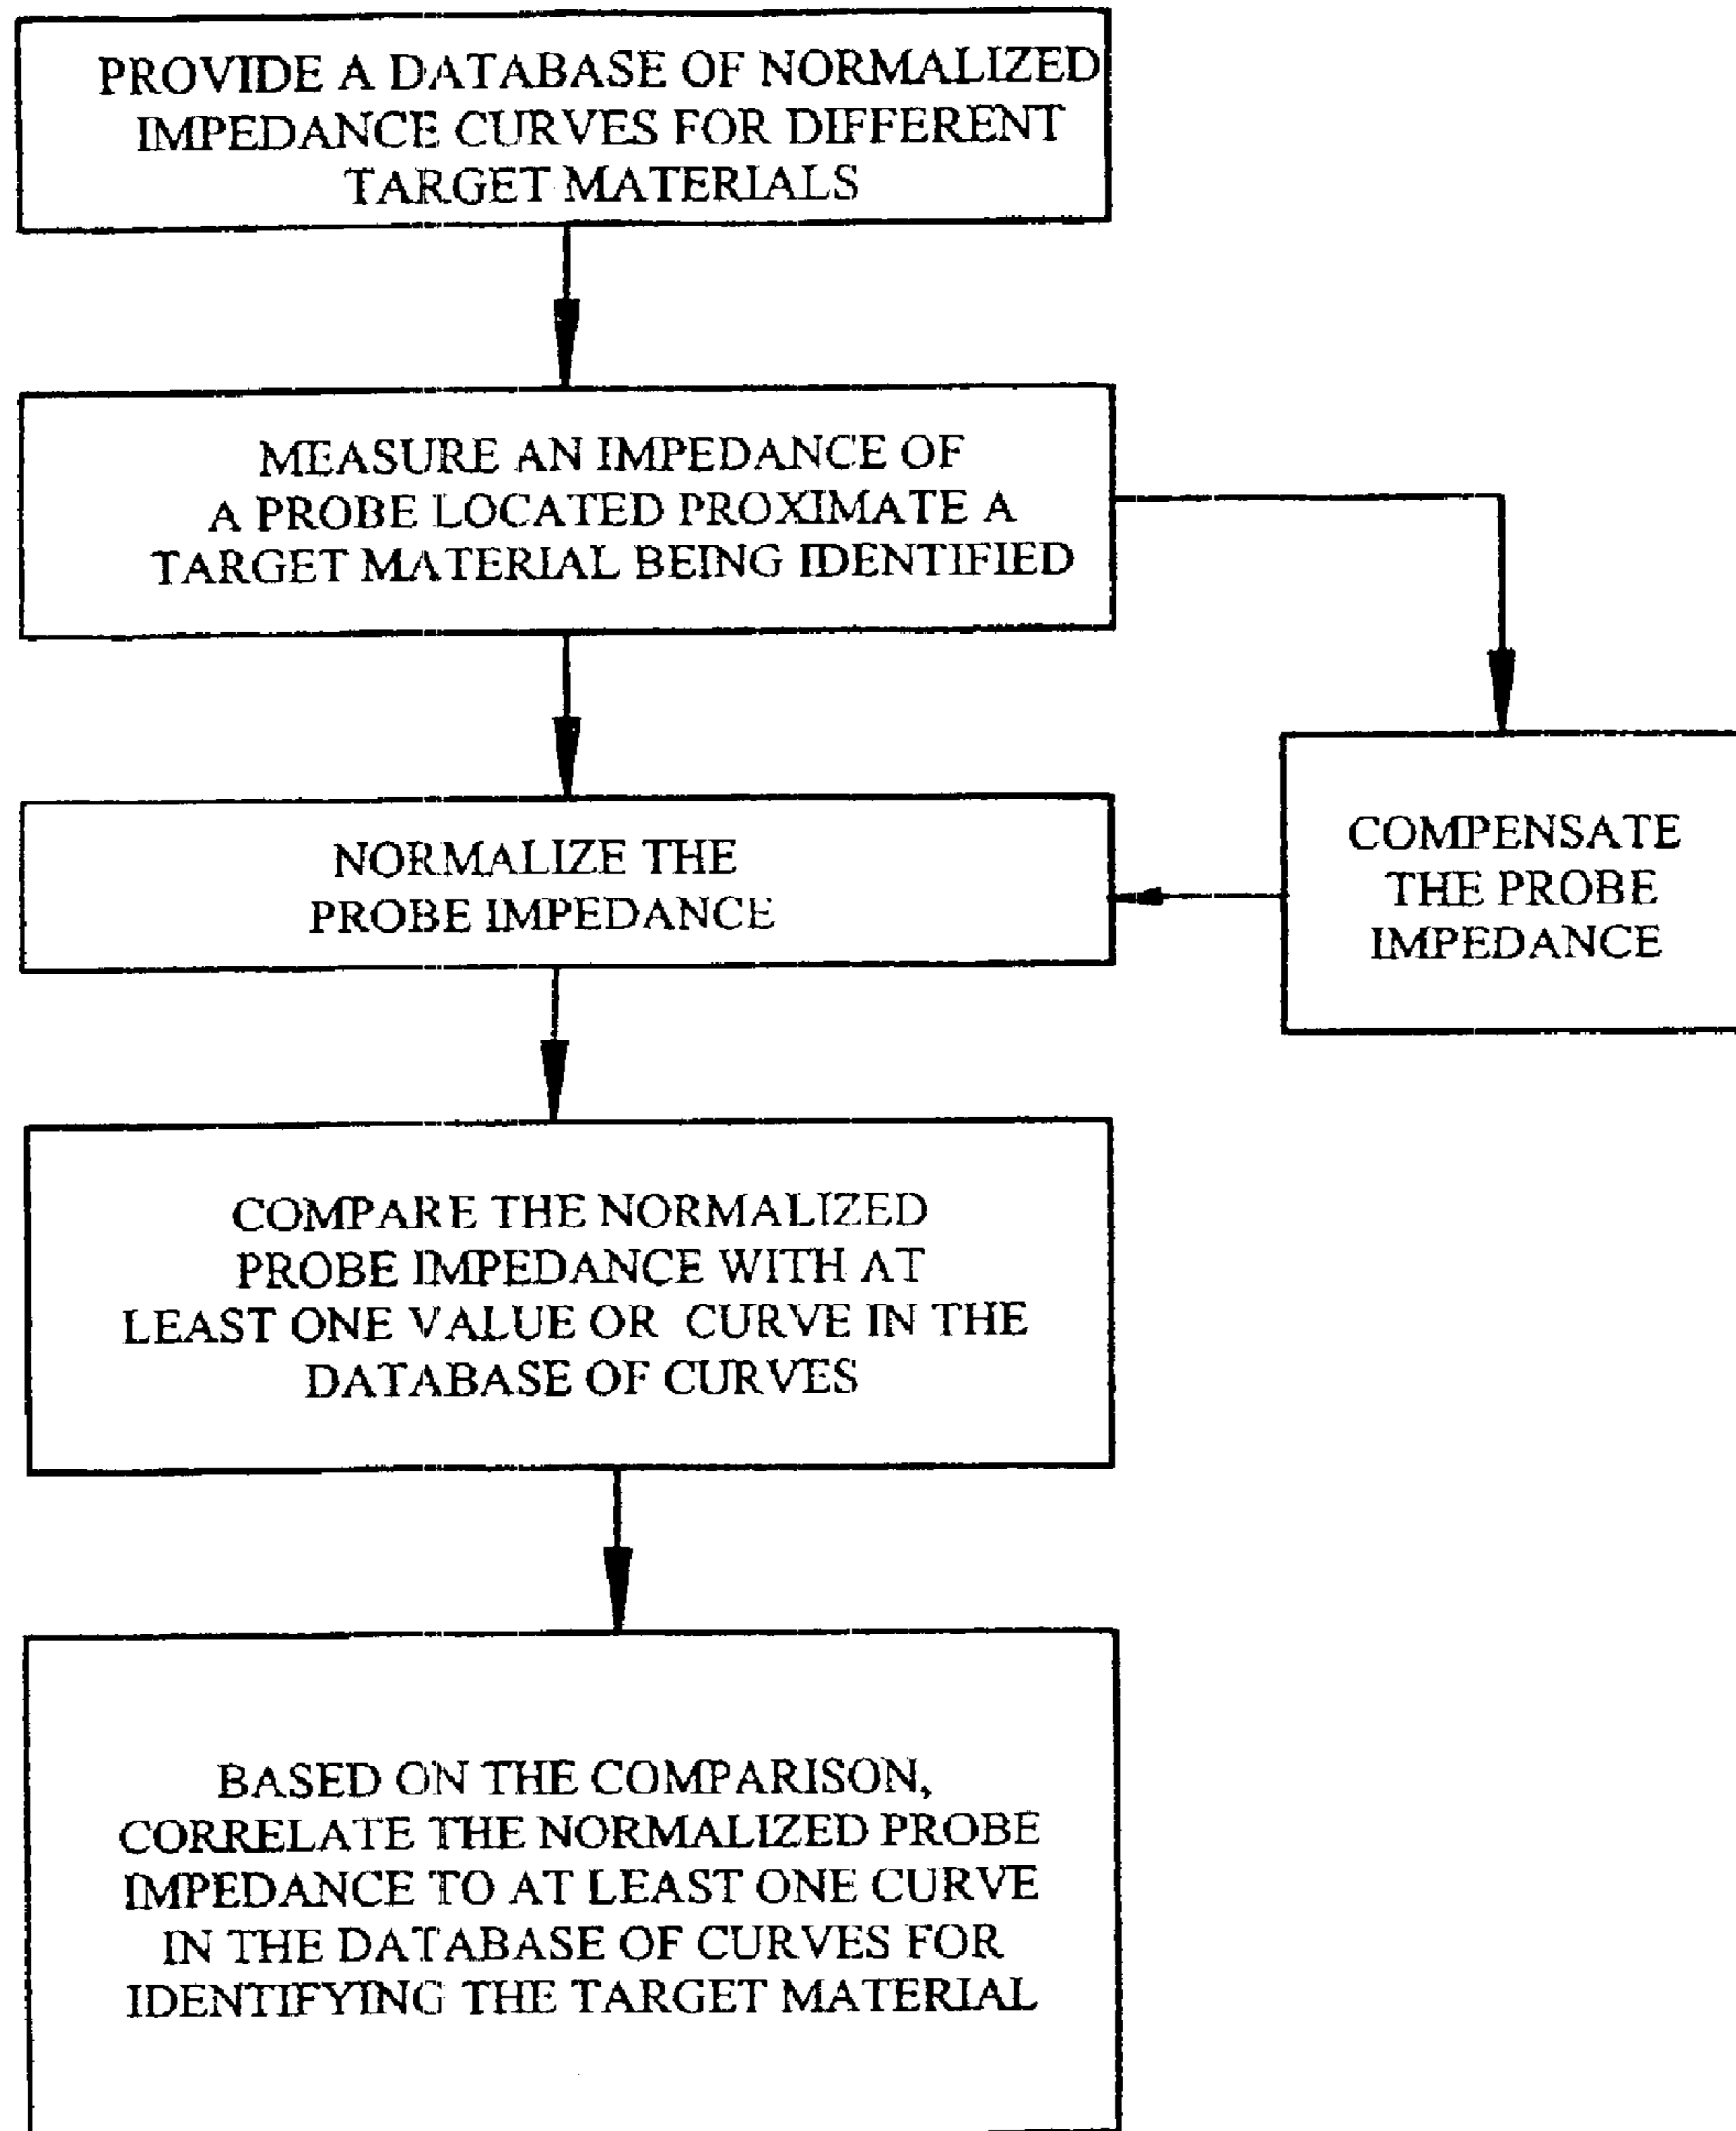 PROVIDE A DATABASE OF NORMALIZED
IMPEDANCE CURVES FOR DIFFERENT
TARGET MATERIALS
MEASURE AN IMPEDANCE OF
A PROBE LOCATED PROXIMATE A
TARGET MATERIAL BEING IDENTIFIED
NORMALIZE THE
PROBE IMPEDANCE
COMPENSATE
THE PROBE
IMPEDANCE
COMPARE THE NORMALIZED
PROBE IMPEDANCE WITH AT
LEAST ONE VALUE OR CURVE IN THE
DATABASE OF CURVES
BASED ON THE COMPARISON,
CORRELATE THE NORMALIZED PROBE
IMPEDANCE TO AT LEAST ONE CURVE
IN THE DATABASE OF CURVES FOR
IDENTIFYING THE TARGET MATERIAL